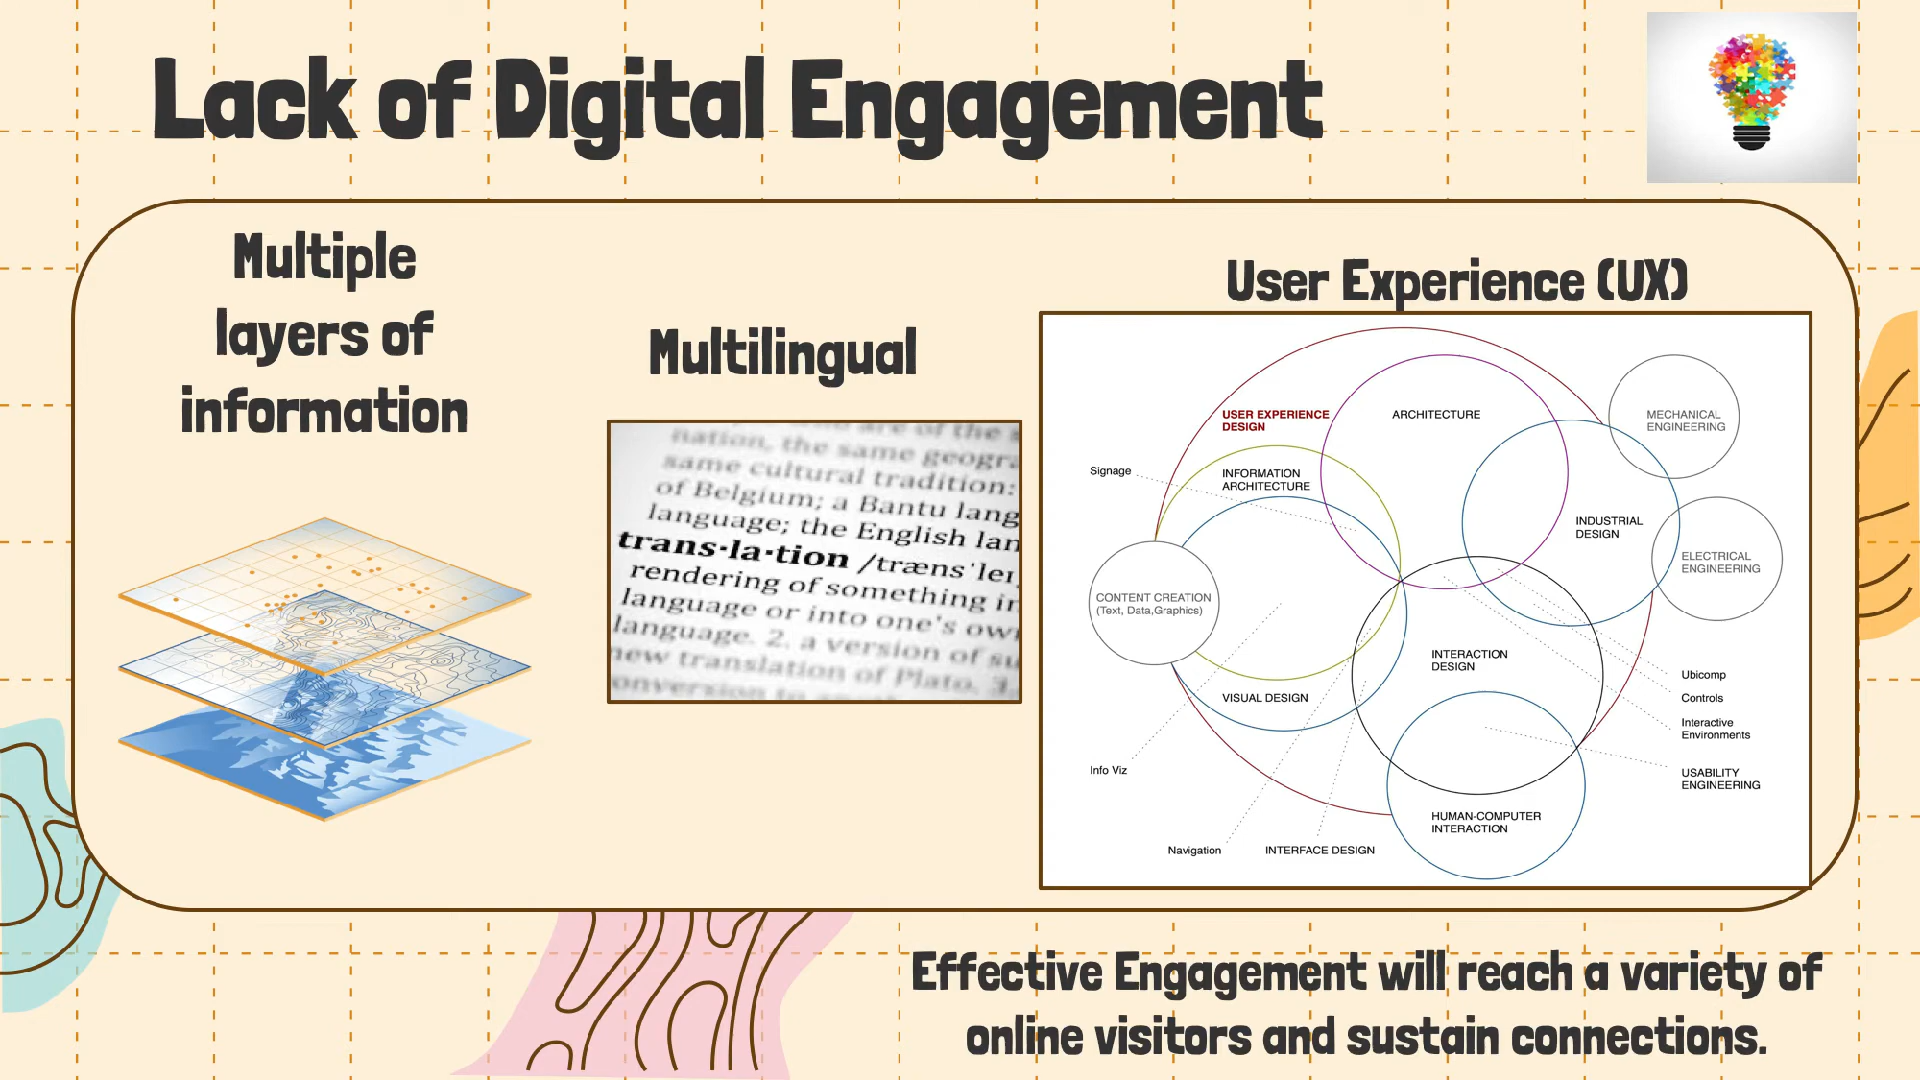 Lack of Digital Engagement
Multiple
layers of
information
Multilingual
nation, the same
same cultural tradition:
of Belgium; a Bantu lang
language; the English lan
trans·la·tion
rendering of something in
language or into one's own
language. 2. a version of su
new translation of Plato. 3.
User Experience (UX)
USER EXPERIENCE
DESIGN
ARCHITECTURE
MECHANICAL
ENGINEERING
Signage
INFORMATION
ARCHITECTURE
INDUSTRIAL
DESIGN
ELECTRICAL
ENGINEERING
CONTENT CREATION
(Text, Data,Graphics)
INTERACTION
DESIGN
VISUAL DESIGN
Ubicomp
Controls
Interactive
Environments
Info Viz
USABILITY
ENGINEERING
HUMAN-COMPUTER
INTERACTION
Navigation
INTERFACE DESIGN
Effective Engagement will reach a variety of
online visitors and sustain connections.